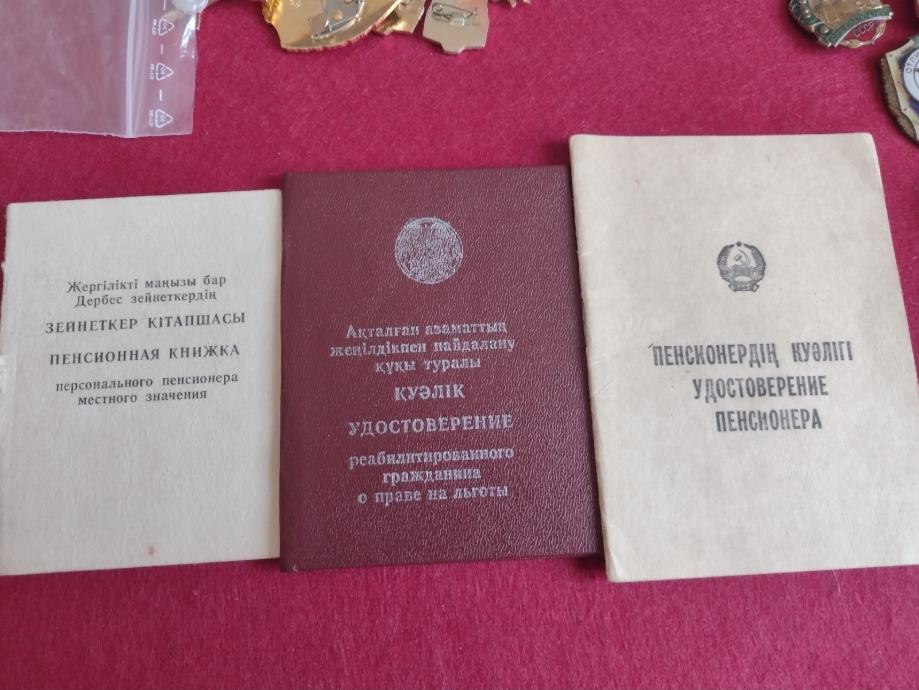 Жергілікті маңызы бар
Дербес зейнеткердің
ЗЕЙНЕТКЕР КІТАПШАСЫ
ПЕНСИОННАЯ КНИЖКА
персонального пенсионера
местного значения
Ақталған азаматтың
жеңілдікпен пайдалану
құқы туралы
КУӘЛІК
УДОСТОВЕРЕНИЕ
реабилитированного
гражданина
о праве на льготы
ПЕНСИОНЕРДІҢ КУӘЛІГІ
УДОСТОВЕРЕНИЕ
ПЕНСИОНЕРА
СССР